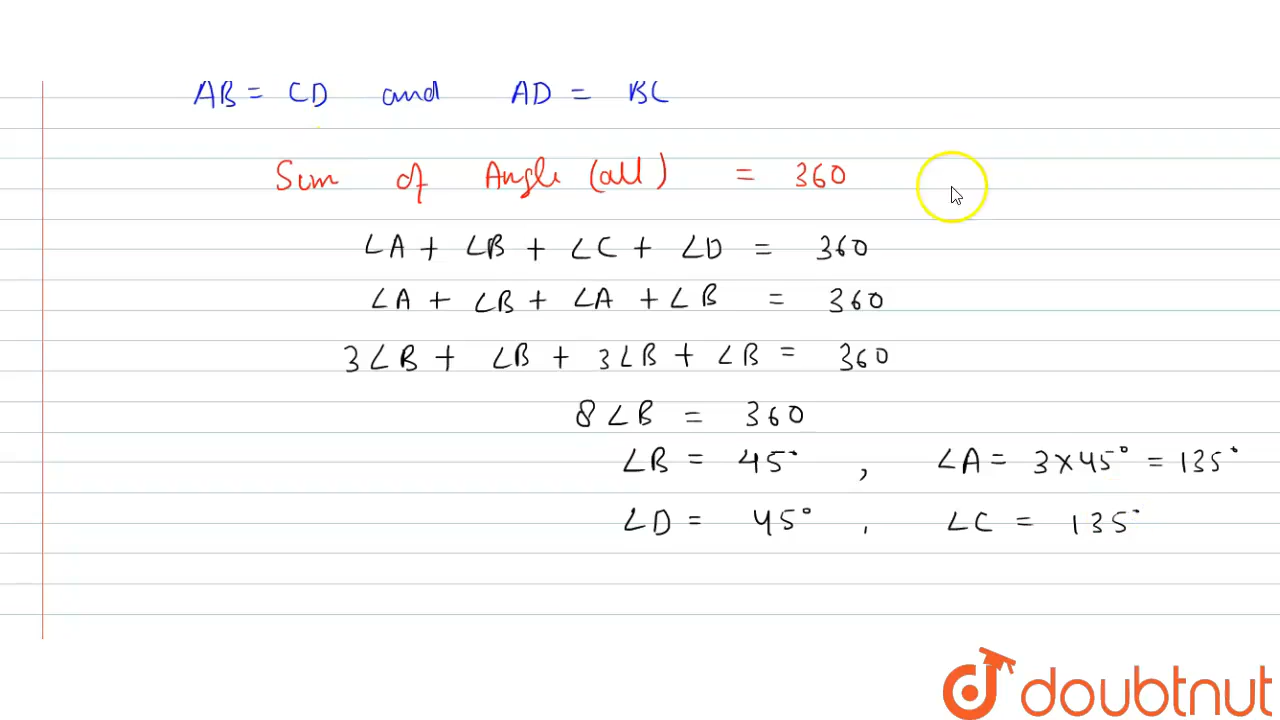 AB = CD and AD = BC
Sum of Angle (all) = 360
∠A + ∠B + ∠C + ∠D = 360
∠A + ∠B + ∠A + ∠B = 360
3∠B + ∠B + 3∠B + ∠B = 360
8∠B = 360
∠B = 45° , ∠A = 3×45° = 135°
∠D = 45° , ∠C = 135°
doubtnut